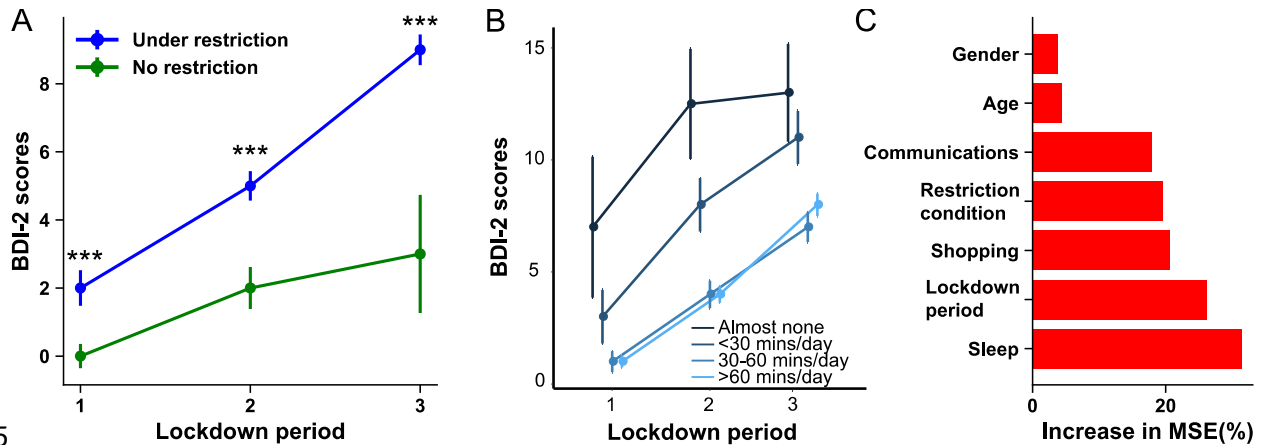 A
Under restriction
No restriction
***
***
***
BDI-2 scores
8
6
4
2
0
1
2
3
Lockdown period
5
B
BDI-2 scores
15
10
5
0
Almost none
<30 mins/day
30-60 mins/day
>60 mins/day
1
2
3
Lockdown period
C
Gender
Age
Communications
Restriction
condition
Shopping
Lockdown
period
Sleep
0
20
Increase in MSE(%)